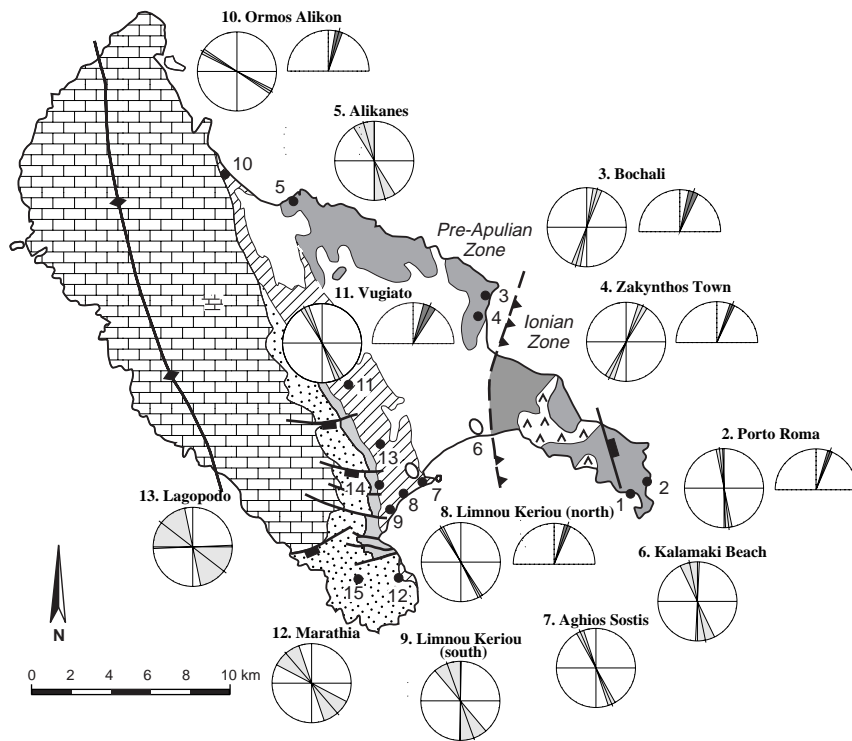 10. Ormos Alikon
5. Alikanes
10
3. Bochali
5
Pre-Apulian
Zone
3
4. Zakynthos Town
11. Vugiato
4
Ionian
Zone
11
2. Porto Roma
6
13
13. Lagopodo
14
7
8
1
2
8. Limnou Keriou (north)
9
6. Kalamaki Beach
15
12
7. Aghios Sostis
N
12. Marathia
9. Limnou Keriou
(south)
0 2 4 6 8 10 km